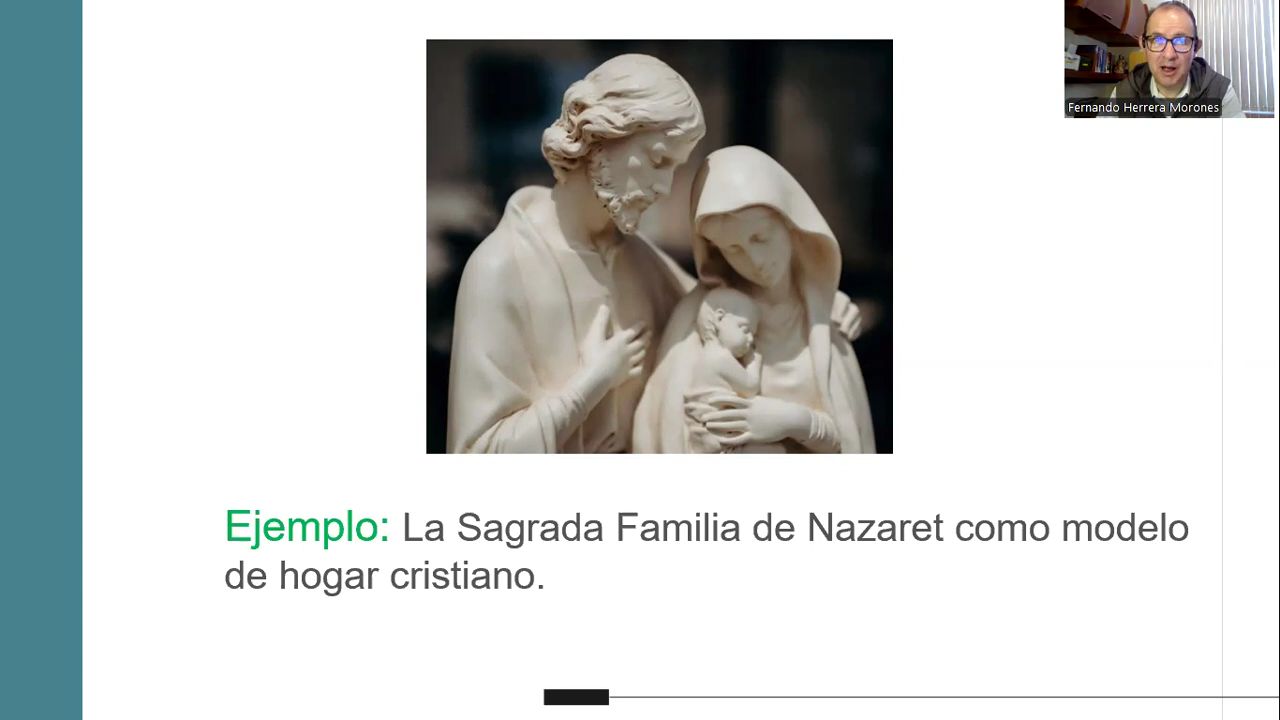 Fernando Herrera Morones
Ejemplo: La Sagrada Familia de Nazaret como modelo
de hogar cristiano.